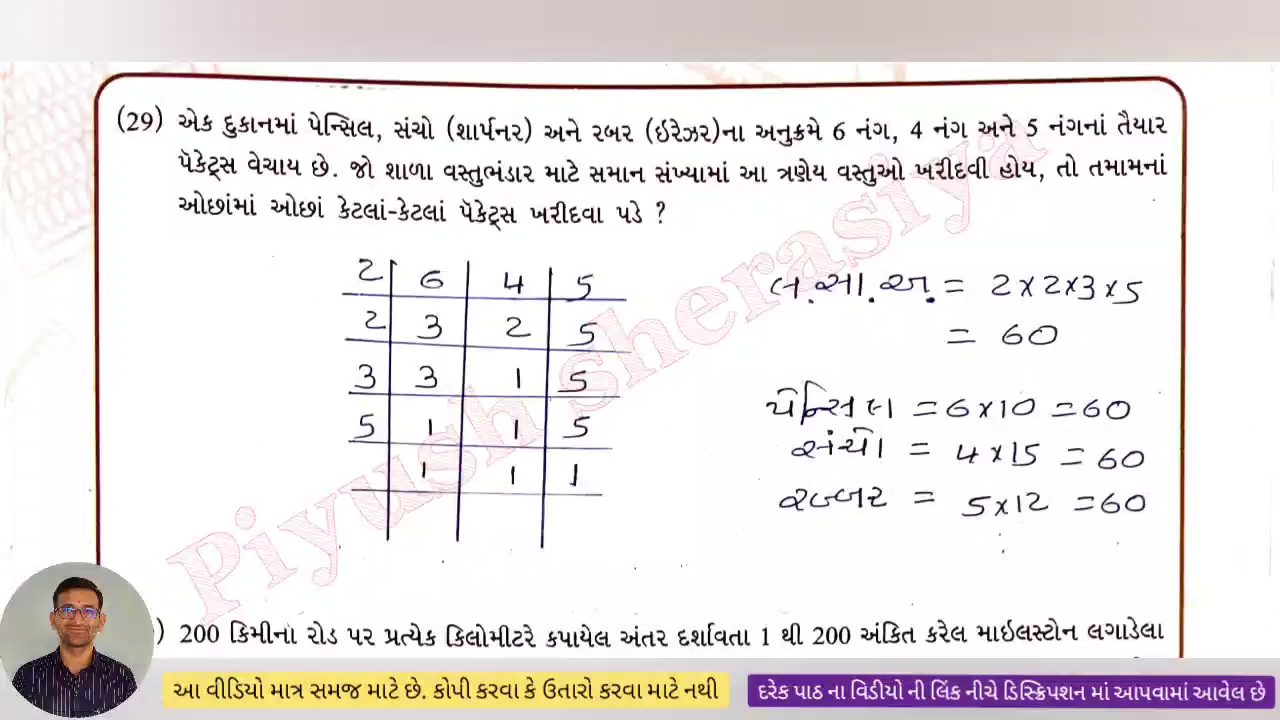 (29) એક દુકાનમાં પેન્સિલ, સંચો (શાર્પનર) અને રબર (ઇરેઝર)ના અનુક્રમે 6 નંગ, 4 નંગ અને 5 નંગનાં તૈયાર
પૅકેટ્સ વેચાય છે. જો શાળા વસ્તુભંડાર માટે સમાન સંખ્યામાં આ ત્રણેય વસ્તુઓ ખરીદવી હોય, તો તમામનાં
ઓછાંમાં ઓછાં કેટલાં-કેટલાં પૅકેટ્સ ખરીદવા પડે ?
2 6 4 5
2 3 2 5
3 3 1 5
5 1 1 5
1 1 1
લ.સા.અ. = 2×2×3×5
= 60
પેન્સિલ = 6×10 = 60
સંચો = 4×15 = 60
રબ્બર = 5×12 = 60
Piyush sherasiya
) 200 કિમીના રોડ પર પ્રત્યેક કિલોમીટરે કપાયેલ અંતર દર્શાવતા 1 થી 200 અંકિત કરેલ માઇલસ્ટોન લગાડેલા
આ વીડિયો માત્ર સમજ માટે છે. કોપી કરવા કે ઉતારો કરવા માટે નથી
દરેક પાઠ ના વિડીયો ની લિંક નીચે ડિસ્ક્રિપશન માં આપવામાં આવેલ છે